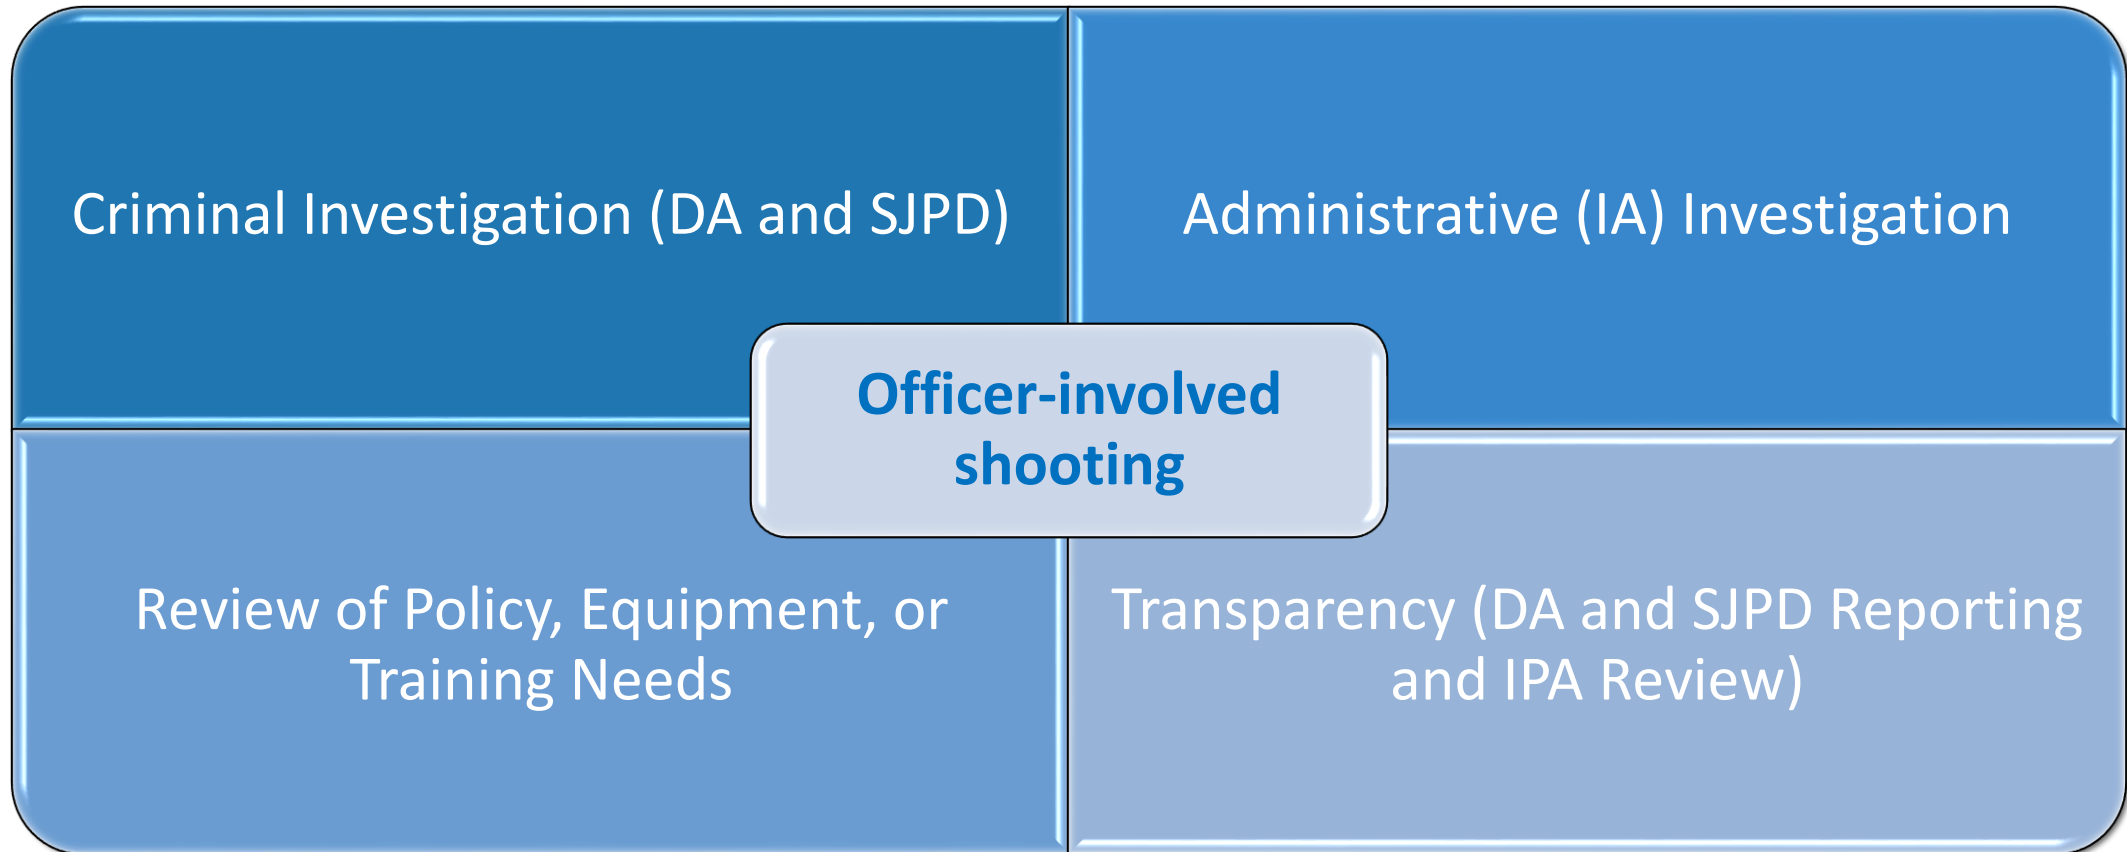 Criminal Investigation (DA and SJPD)
Administrative (IA) Investigation
Officer-involved
shooting
Review of Policy, Equipment, or
Training Needs
Transparency (DA and SJPD Reporting
and IPA Review)